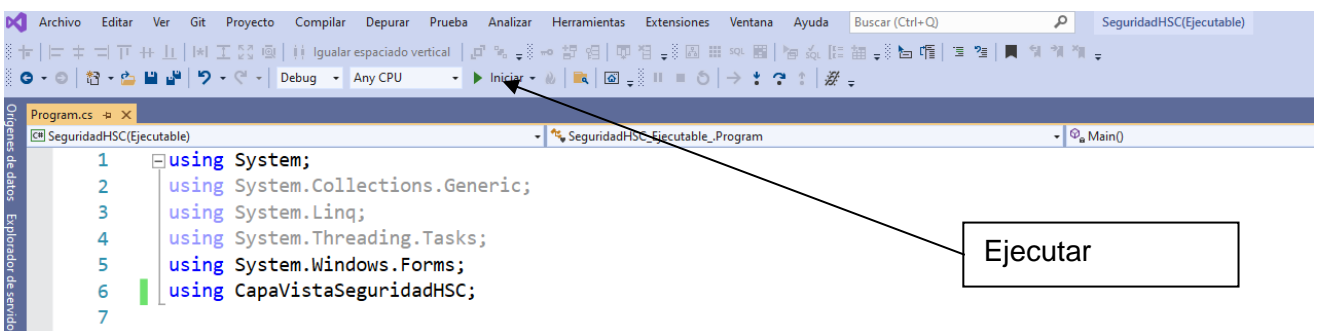 Archivo Editar Ver Git Proyecto Compilar Depurar Prueba Analizar Herramientas Extensiones Ventana Ayuda Buscar (Ctrl+Q) SeguridadHSC(Ejecutable)
Igualar espaciado vertical SQL
Debug Any CPU Iniciar
Program.cs
C# SeguridadHSC(Ejecutable) SeguridadHSC_Ejecutable_.Program Main()
1 using System;
2 using System.Collections.Generic;
3 using System.Linq;
4 using System.Threading.Tasks;
5 using System.Windows.Forms;
6 using CapaVistaSeguridadHSC;
7
Ejecutar
Orígenes de datos
Explorador de servido